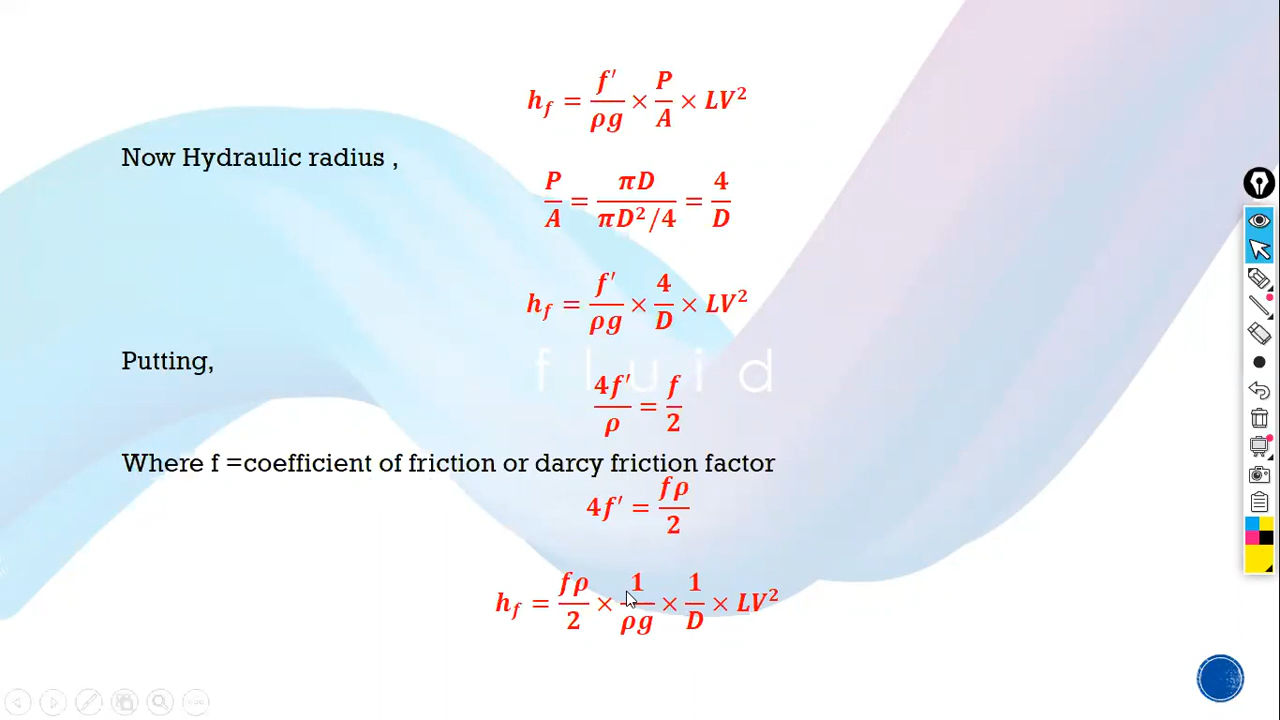 h_f = f′/ρg × P/A × LV²
Now Hydraulic radius ,
P/A = πD / πD²/4 = 4/D
h_f = f′/ρg × 4/D × LV²
Putting,
fluid
4f′/ρ = f/2
Where f =coefficient of friction or darcy friction factor
4f′ = fρ/2
h_f = fρ/2 × 1/ρg × 1/D × LV²